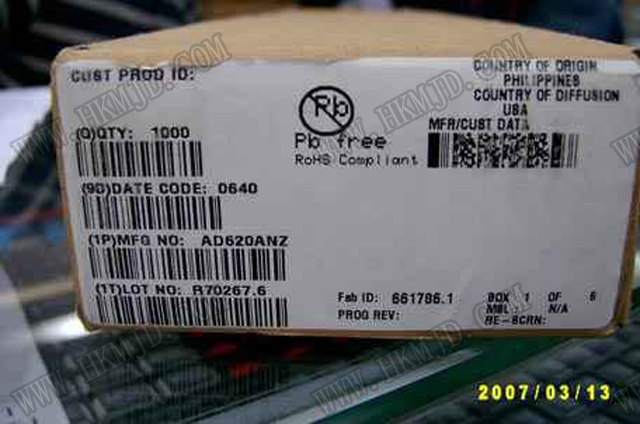 CUST PROD ID:
COUNTRY OF ORIGIN
PHILIPPINES
COUNTRY OF DIFFUSION
USA
MFR/CUST DATA
Pb
Pb free
RoHS Compliant
(Q)QTY: 1000
(9D)DATE CODE: 0640
(1P)MFG NO: AD620ANZ
(1T)LOT NO: R70267.6
Fab ID: 661786.1
PROG REV:
BOX 1 OF 6
MSL: N/A
RE-SCRN:
2007/03/13
WWW.HKMJD.COM